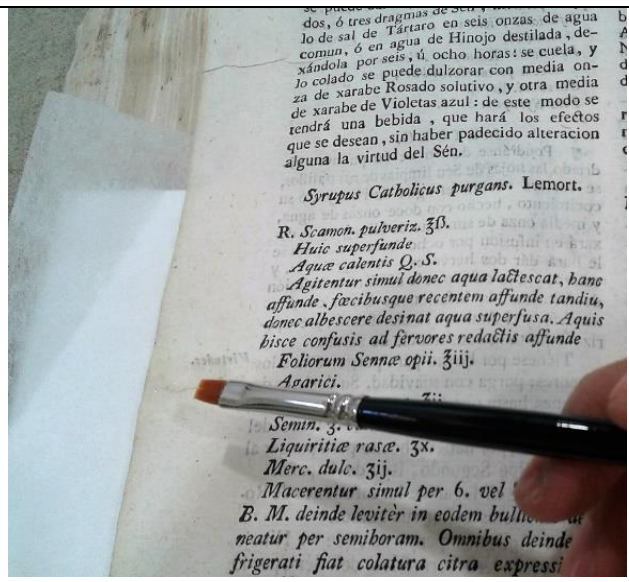 se puede
dos, ó tres dragmas de Sén,
lo de sal de Tártaro en seis onzas de agua
comun, ó en agua de Hinojo destilada, de-
xándola por seis, ú ocho horas: se cuela, y
lo colado se puede dulzorar con media on-
za de xarabe Rosado solutivo, y otra media
de xarabe de Violetas azul : de este modo se
tendrá una bebida , que hará los efectos
que se desean, sin haber padecido alteracion
alguna la virtud del Sén.
Syrupus Catholicus purgans. Lemort.
R. Scamon. pulveriz. ℥ß.
Huic superfunde
Aquæ calentis Q. S.
Agitentur simul donec aqua lactescat, hanc
affunde , fæcibusque recentem affunde tandiu,
donec albescere desinat aqua superfusa. Aquis
hisce confusis ad fervores redactis affunde
Foliorum Sennæ opii. ℥iij.
Agarici.
ʒij.
Semin. 3.
Liquiritiæ rasæ. ʒx.
Merc. dulc. ʒij.
Macerentur simul per 6. vel
B. M. deinde levitèr in eodem
neatur per semihoram. Omnibus deinde
frigerati fiat colatura citra